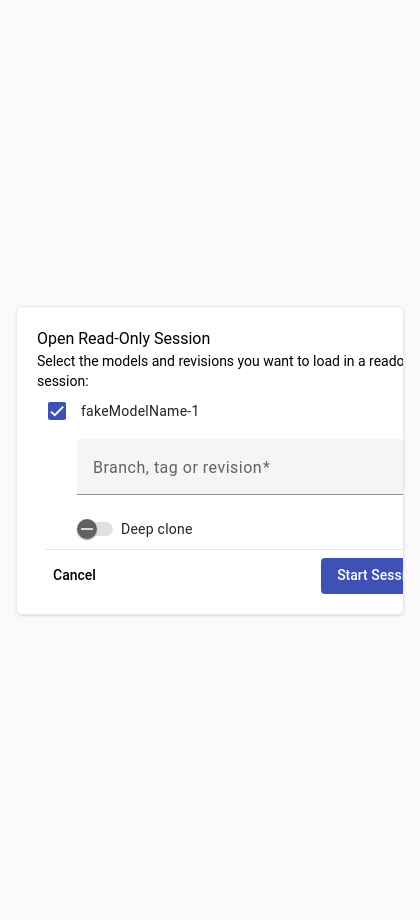 Open Read-Only Session
Select the models and revisions you want to load in a reado
session:
fakeModelName-1
Branch, tag or revision*
Deep clone
Cancel
Start Sessi